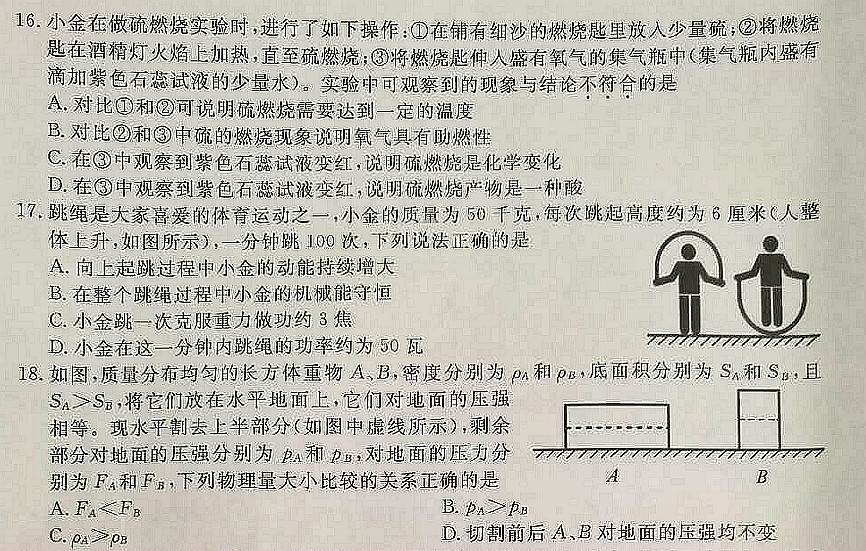 16. 小金在做硫燃烧实验时,进行了如下操作:①在铺有细沙的燃烧匙里放入少量硫;②将燃烧
匙在酒精灯火焰上加热,直至硫燃烧;③将燃烧匙伸入盛有氧气的集气瓶中(集气瓶内盛有
滴加紫色石蕊试液的少量水)。实验中可观察到的现象与结论不符合的是
A. 对比①和②可说明硫燃烧需要达到一定的温度
B. 对比②和③中硫的燃烧现象说明氧气具有助燃性
C. 在③中观察到紫色石蕊试液变红,说明硫燃烧是化学变化
D. 在③中观察到紫色石蕊试液变红,说明硫燃烧产物是一种酸
17. 跳绳是大家喜爱的体育运动之一,小金的质量为 50 千克,每次跳起高度约为 6 厘米(人整
体上升,如图所示),一分钟跳 100 次,下列说法正确的是
A. 向上起跳过程中小金的动能持续增大
B. 在整个跳绳过程中小金的机械能守恒
C. 小金跳一次克服重力做功约 3 焦
D. 小金在这一分钟内跳绳的功率约为 50 瓦
18. 如图,质量分布均匀的长方体重物 A、B,密度分别为 ρA 和 ρB,底面积分别为 SA 和 SB,且
SA>SB,将它们放在水平地面上,它们对地面的压强
相等。现水平割去上半部分(如图中虚线所示),剩余
部分对地面的压强分别为 pA 和 pB,对地面的压力分
别为 FA 和 FB,下列物理量大小比较的关系正确的是
A
B
A. FA<FB
B. pA>pB
C. ρA>ρB
D. 切割前后 A、B 对地面的压强均不变